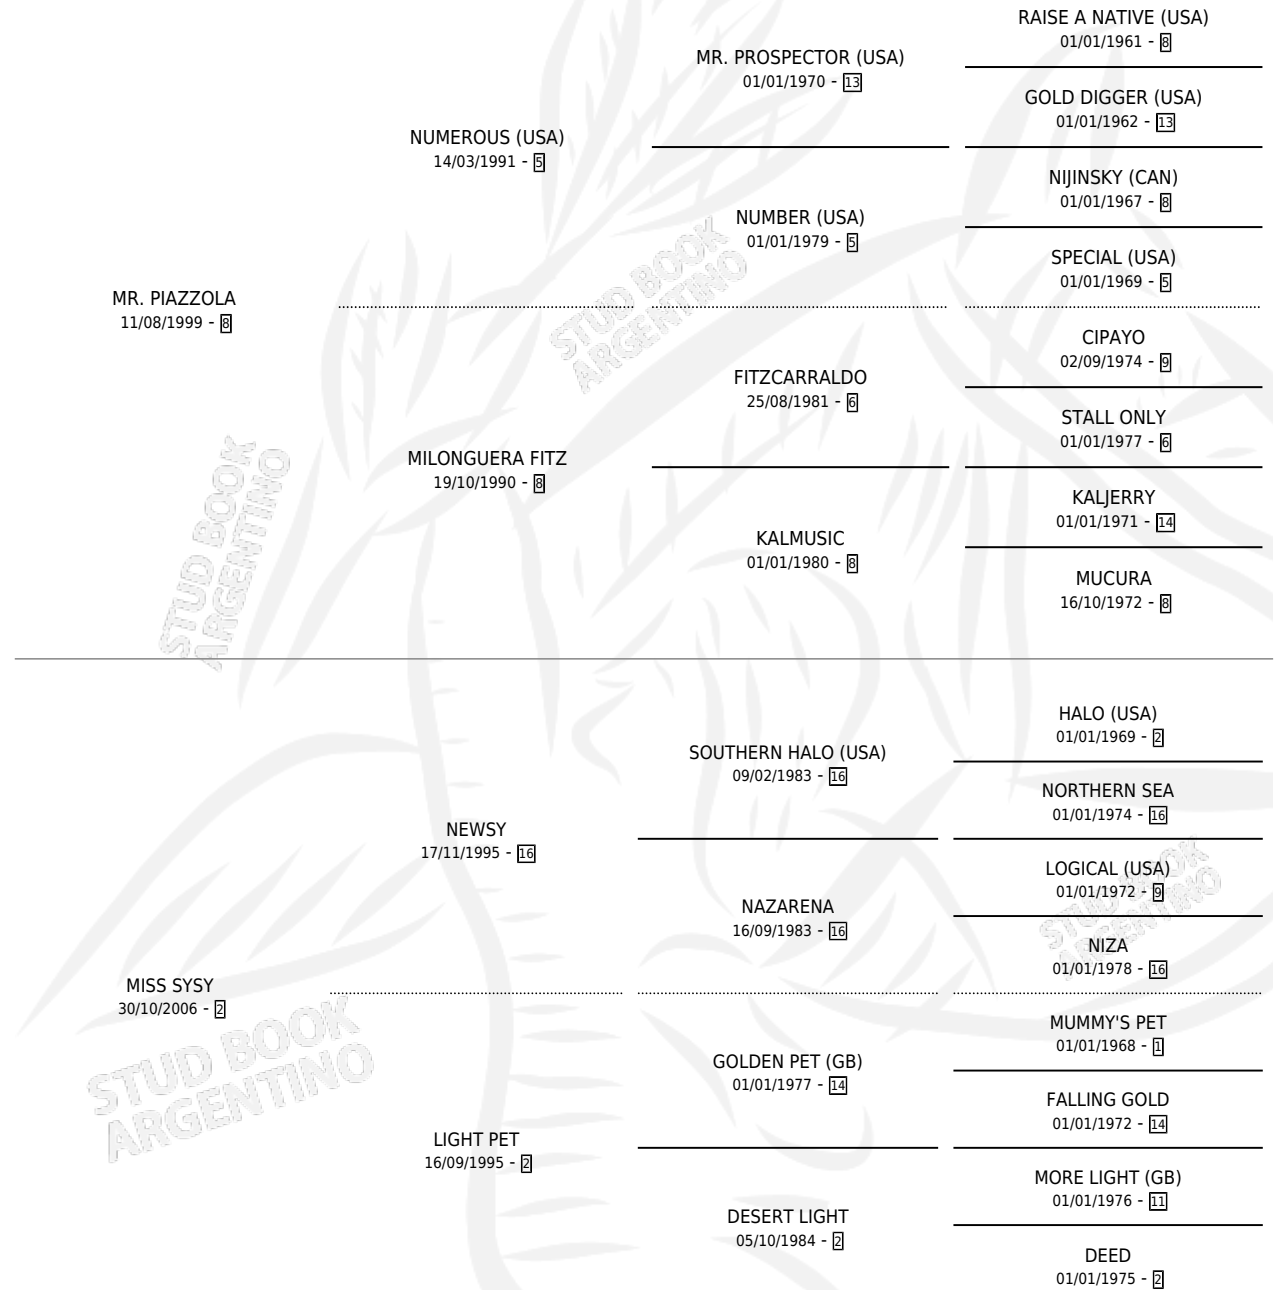 RAISE A NATIVE (USA)
01/01/1961 - 8
MR. PROSPECTOR (USA)
01/01/1970 - 13
GOLD DIGGER (USA)
01/01/1962 - 13
NUMEROUS (USA)
14/03/1991 - 5
NIJINSKY (CAN)
01/01/1967 - 8
NUMBER (USA)
01/01/1979 - 5
SPECIAL (USA)
01/01/1969 - 5
MR. PIAZZOLA
11/08/1999 - 8
CIPAYO
02/09/1974 - 9
FITZCARRALDO
25/08/1981 - 6
STALL ONLY
01/01/1977 - 6
MILONGUERA FITZ
19/10/1990 - 8
KALJERRY
01/01/1971 - 14
KALMUSIC
01/01/1980 - 8
MUCURA
16/10/1972 - 8
HALO (USA)
01/01/1969 - 2
SOUTHERN HALO (USA)
09/02/1983 - 16
NORTHERN SEA
01/01/1974 - 16
NEWSY
17/11/1995 - 16
LOGICAL (USA)
01/01/1972 - 9
NAZARENA
16/09/1983 - 16
NIZA
01/01/1978 - 16
MISS SYSY
30/10/2006 - 2
MUMMY'S PET
01/01/1968 - 1
GOLDEN PET (GB)
01/01/1977 - 14
FALLING GOLD
01/01/1972 - 14
LIGHT PET
16/09/1995 - 2
MORE LIGHT (GB)
01/01/1976 - 11
DESERT LIGHT
05/10/1984 - 2
DEED
01/01/1975 - 2
STUD BOOK
ARGENTINO
STUD BOOK
ARGENTINO
STUD BOOK
ARGENTINO
STUD BOOK
ARGENTINO